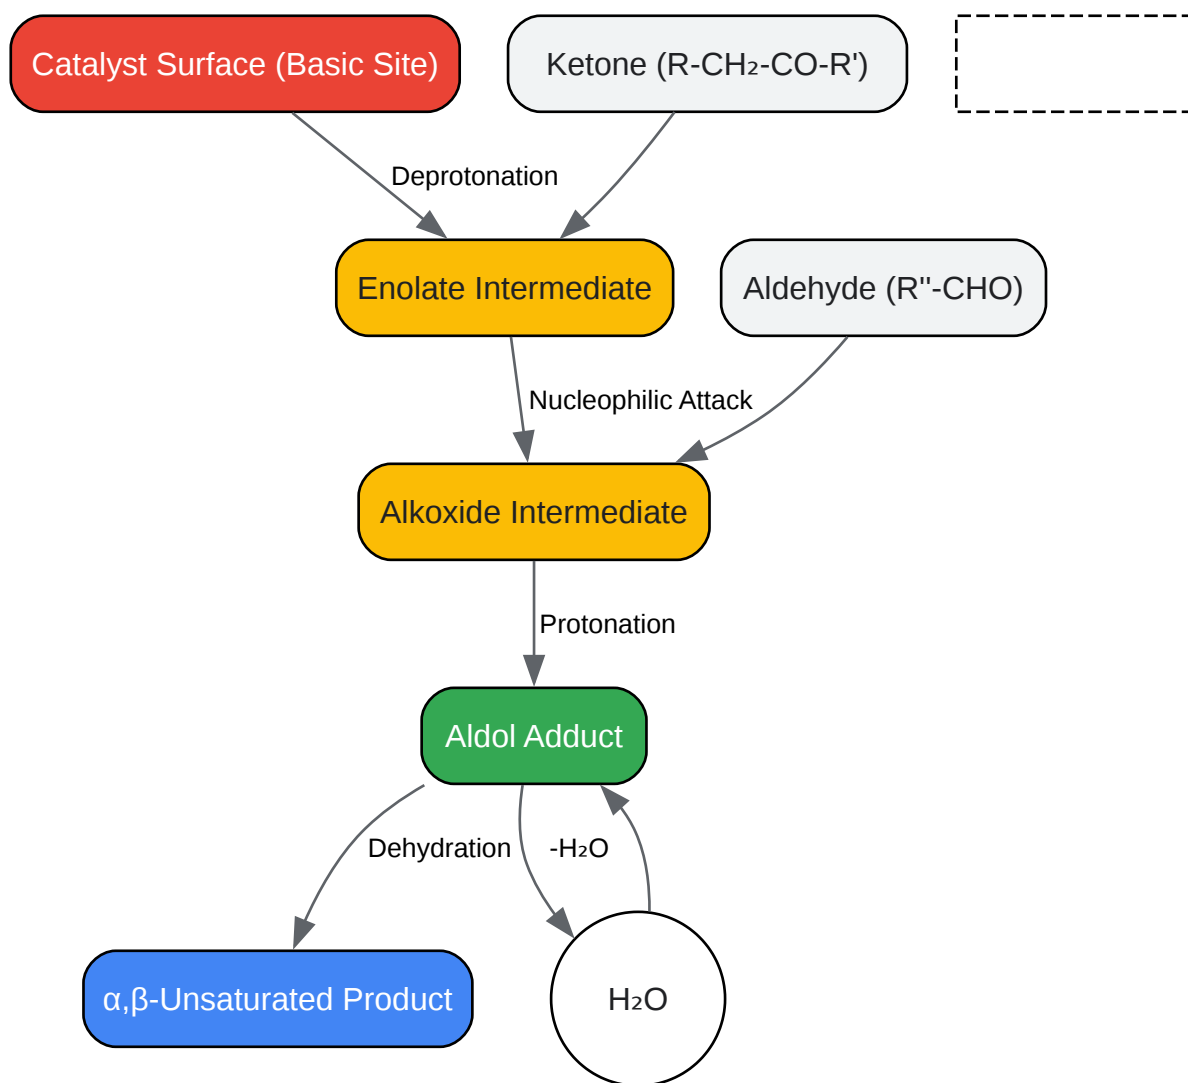 Catalyst Surface (Basic Site)
Ketone (R-CH₂-CO-R')
Deprotonation
Enolate Intermediate
Aldehyde (R''-CHO)
Nucleophilic Attack
Alkoxide Intermediate
Protonation
Aldol Adduct
Dehydration
-H₂O
α,β-Unsaturated Product
H₂O